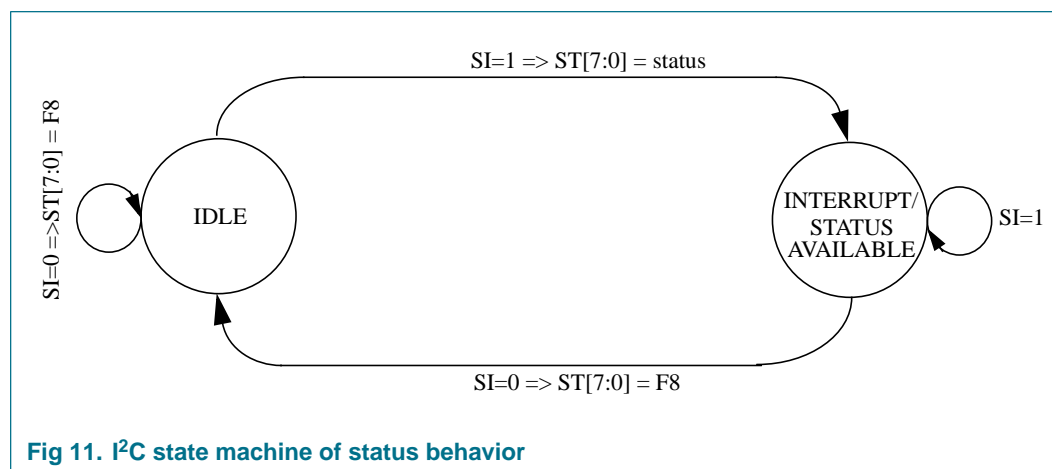 SI=1 => ST[7:0] = status
SI=0 =>ST[7:0] = F8
IDLE
INTERRUPT/
STATUS
AVAILABLE
SI=1
SI=0 => ST[7:0] = F8
Fig 11. I²C state machine of status behavior